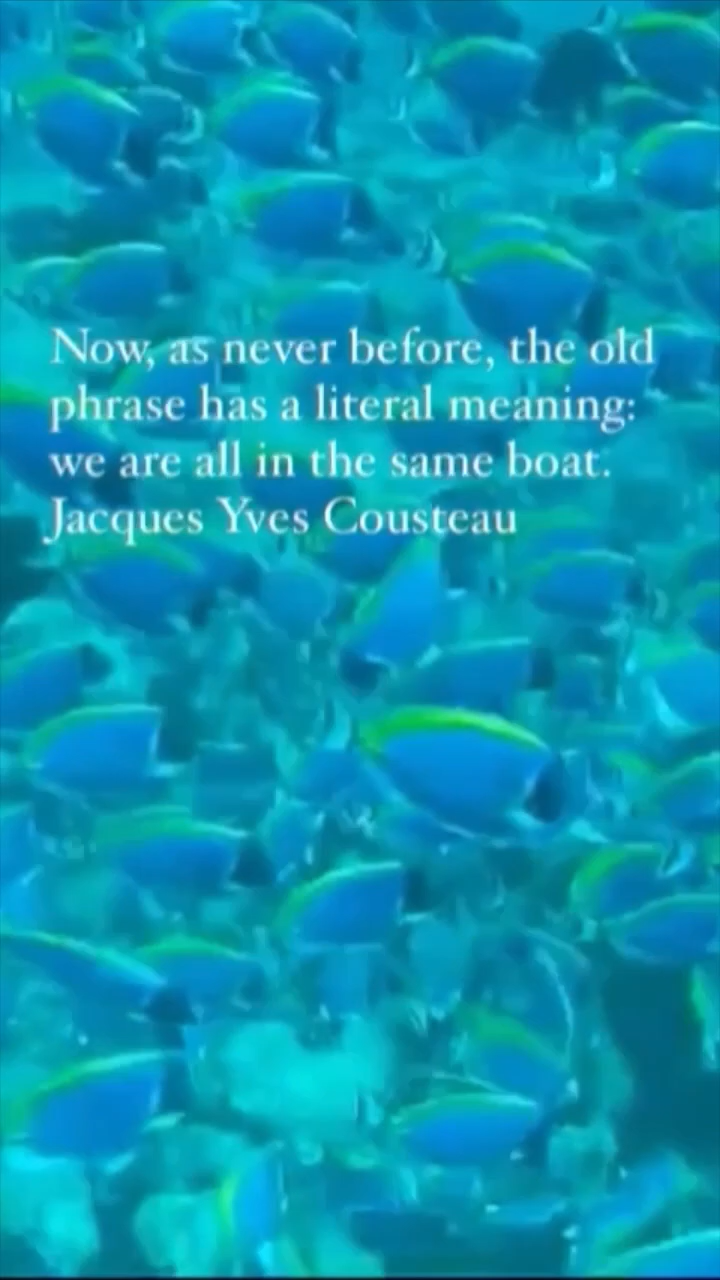 Now, as never before, the old
phrase has a literal meaning:
we are all in the same boat.
Jacques Yves Cousteau